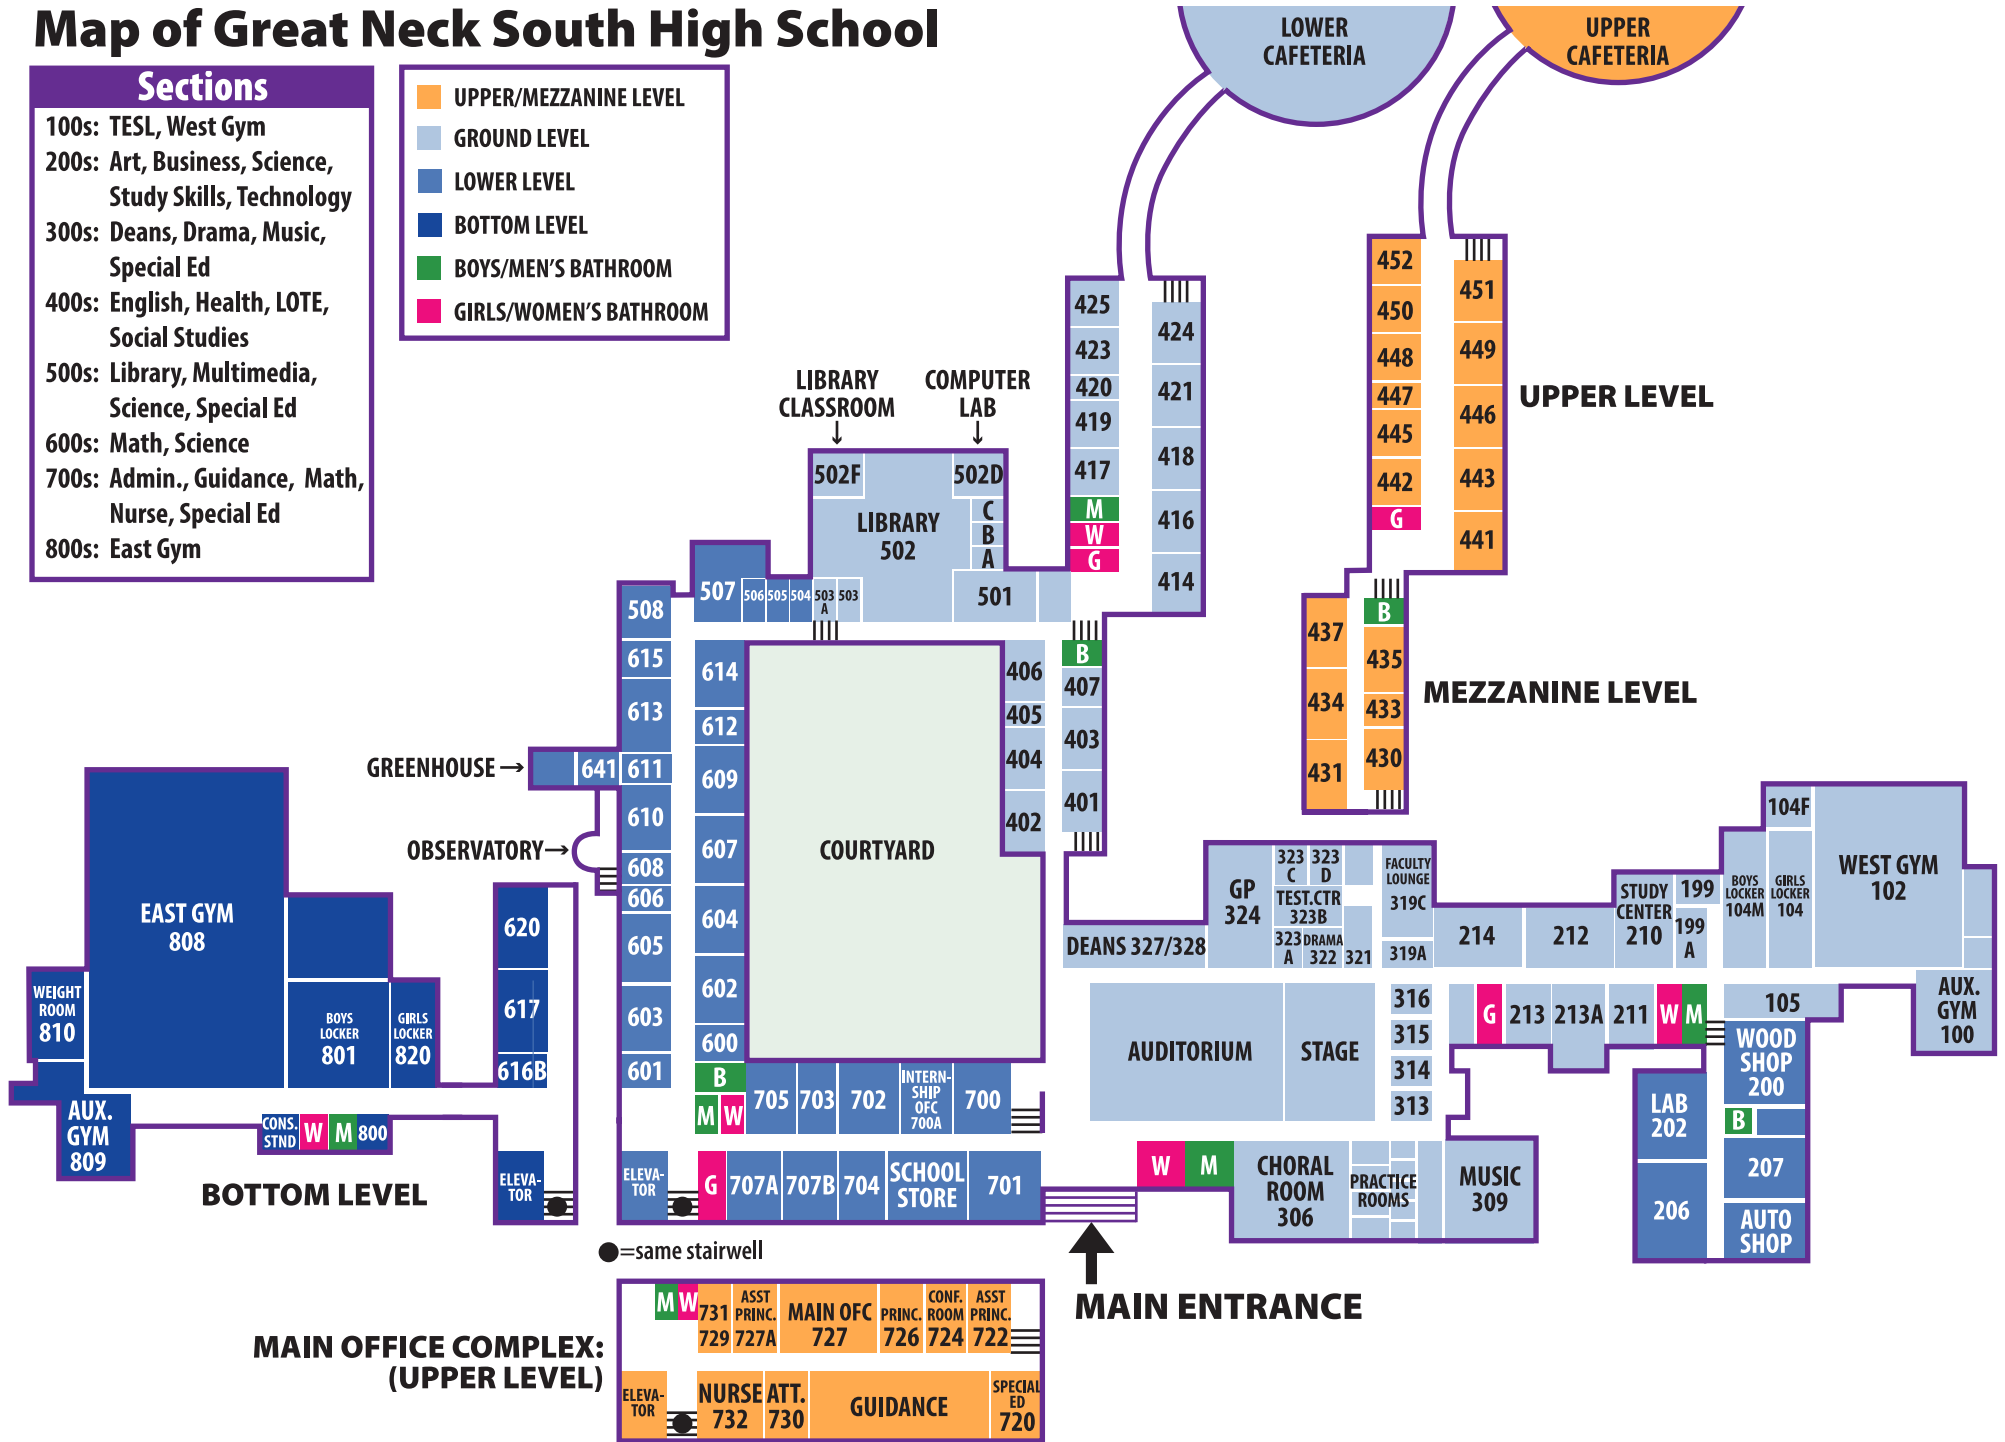 Map of Great Neck South High School
Sections
100s: TESL, West Gym
200s: Art, Business, Science,
Study Skills, Technology
300s: Deans, Drama, Music,
Special Ed
400s: English, Health, LOTE,
Social Studies
500s: Library, Multimedia,
Science, Special Ed
600s: Math, Science
700s: Admin., Guidance, Math,
Nurse, Special Ed
800s: East Gym
UPPER/MEZZANINE LEVEL
GROUND LEVEL
LOWER LEVEL
BOTTOM LEVEL
BOYS/MEN'S BATHROOM
GIRLS/WOMEN'S BATHROOM
LOWER
CAFETERIA
UPPER
CAFETERIA
425
423
420
419
417
M
W
G
424
421
418
416
414
452
450
448
447
445
442
G
451
449
446
443
441
UPPER LEVEL
437
434
431
B
435
433
430
MEZZANINE LEVEL
LIBRARY
CLASSROOM
COMPUTER
LAB
502F
502D
C
B
A
LIBRARY
502
501
507
506
505
504
503
A
503
508
615
613
641
611
610
608
606
605
603
601
614
612
609
607
604
602
600
GREENHOUSE
OBSERVATORY
COURTYARD
406
405
404
402
B
407
403
401
B
M
W
705
703
702
INTERN-
SHIP
OFC
700A
700
ELEVA-
TOR
G
707A
707B
704
SCHOOL
STORE
701
=same stairwell
EAST GYM
808
WEIGHT
ROOM
810
BOYS
LOCKER
801
GIRLS
LOCKER
820
AUX.
GYM
809
CONS.
STND
W
M
800
620
617
616B
ELEVA-
TOR
BOTTOM LEVEL
DEANS 327/328
GP
324
323
C
323
D
TEST.CTR
323B
323
A
DRAMA
322
321
FACULTY
LOUNGE
319C
319A
214
212
STUDY
CENTER
210
199
199
A
BOYS
LOCKER
104M
GIRLS
LOCKER
104
104F
WEST GYM
102
AUX.
GYM
100
105
AUDITORIUM
STAGE
316
315
314
313
G
213
213A
211
W
M
WOOD
SHOP
200
B
207
AUTO
SHOP
LAB
202
206
W
M
CHORAL
ROOM
306
PRACTICE
ROOMS
MUSIC
309
MAIN ENTRANCE
MAIN OFFICE COMPLEX:
(UPPER LEVEL)
M
W
731
729
ASST
PRINC.
727A
MAIN OFC
727
PRINC.
726
CONF.
ROOM
724
ASST
PRINC.
722
ELEVA-
TOR
NURSE
732
ATT.
730
GUIDANCE
SPECIAL
ED
720